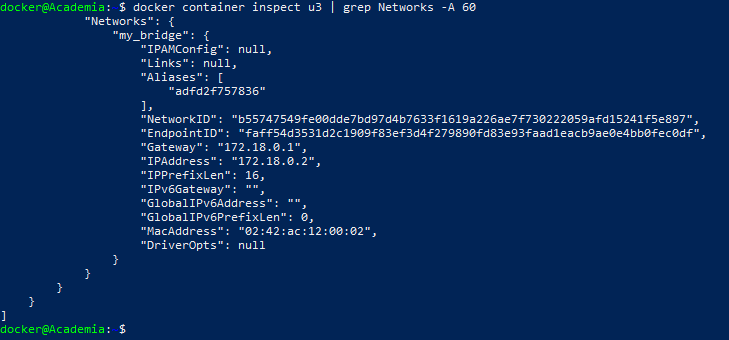 docker@Academia: $ docker container inspect u3 | grep Networks -A 60
"Networks": {
"my_bridge": {
"IPAMConfig": null,
"Links": null,
"Aliases": [
"adfd2f757836"
],
"NetworkID": "b55747549fe00dde7bd97d4b7633f1619a226ae7f730222059afd15241f5e897",
"EndpointID": "faff54d3531d2c1909f83ef3d4f279890fd83e93faad1eacb9ae0e4bb0fec0df",
"Gateway": "172.18.0.1",
"IPAddress": "172.18.0.2",
"IPPrefixLen": 16,
"IPv6Gateway": "",
"GlobalIPv6Address": "",
"GlobalIPv6PrefixLen": 0,
"MacAddress": "02:42:ac:12:00:02",
"DriverOpts": null
}
}
}
}
]
docker@Academia: $